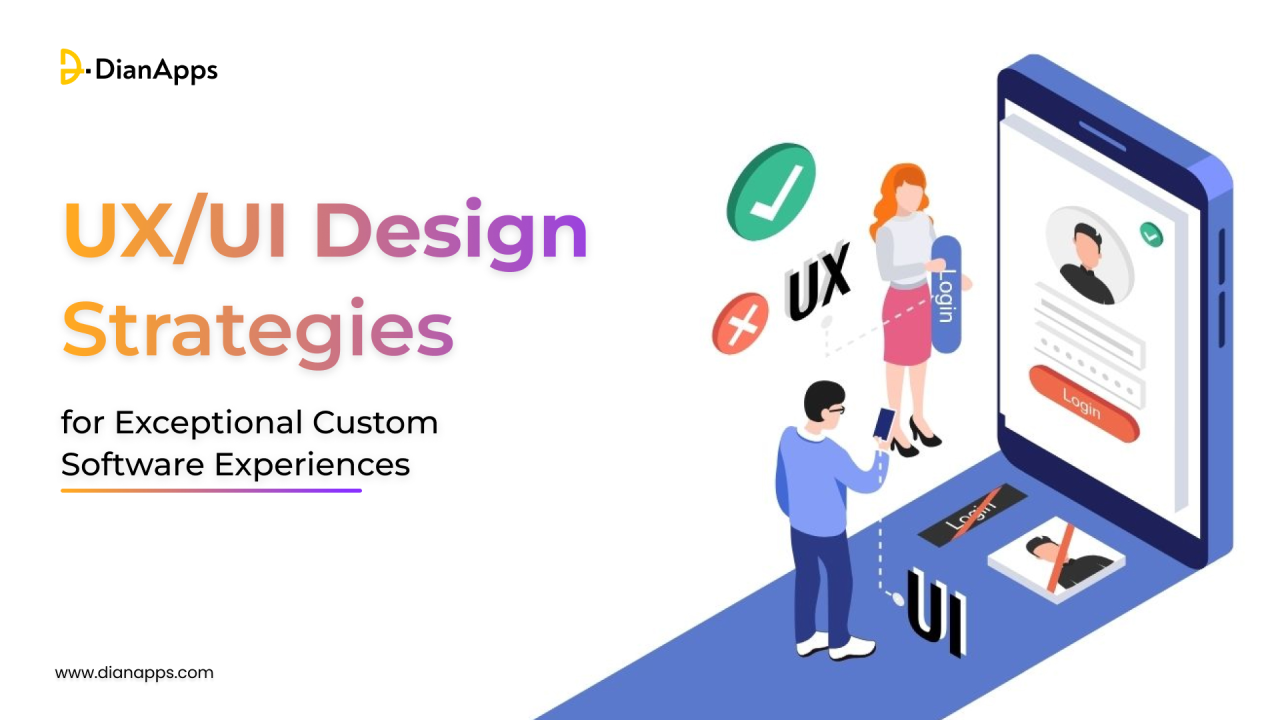 DianApps
UX/UI Design
Strategies
for Exceptional Custom
Software Experiences
www.dianapps.com
UX
Login
Login
Login
UI